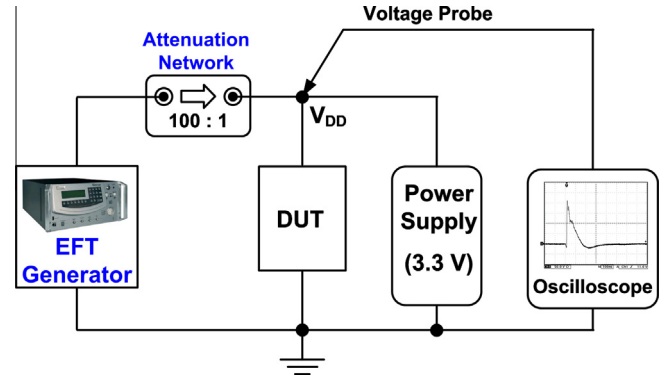 Voltage Probe
Attenuation
Network
100 : 1
VDD
EFT
Generator
DUT
Power
Supply
(3.3 V)
Oscilloscope